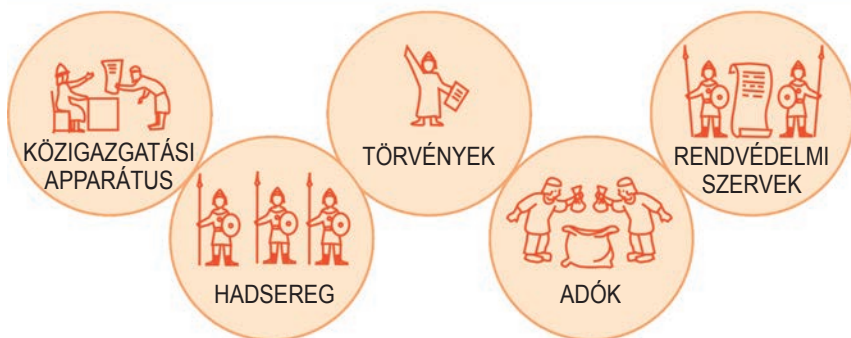 KÖZIGAZGATÁSI
APPARÁTUS
HADSEREG
TÖRVÉNYEK
ADÓK
RENDVÉDELMI
SZERVEK